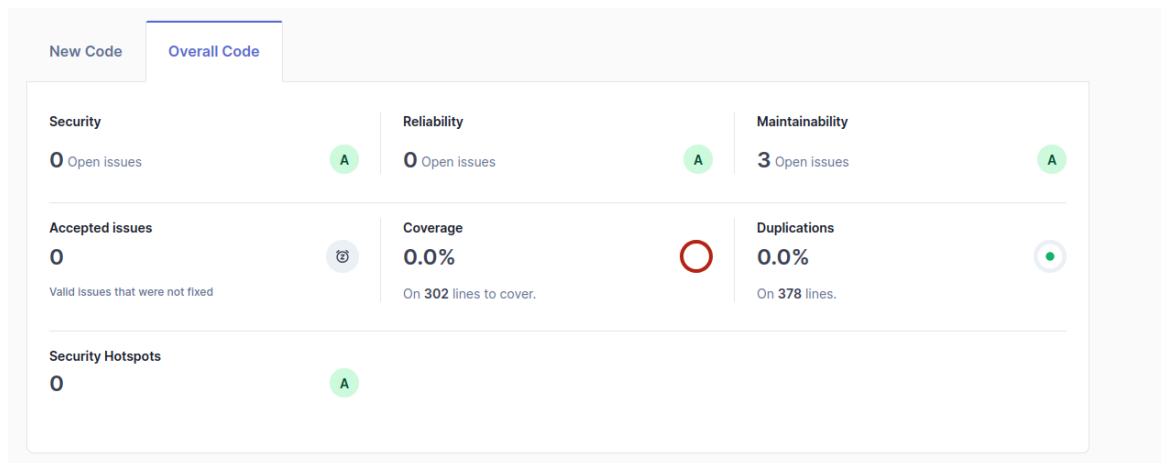 New Code
Overall Code
Security
0 Open issues
A
Reliability
0 Open issues
A
Maintainability
3 Open issues
A
Accepted issues
0
Valid issues that were not fixed
Coverage
0.0%
On 302 lines to cover.
Duplications
0.0%
On 378 lines.
Security Hotspots
0
A